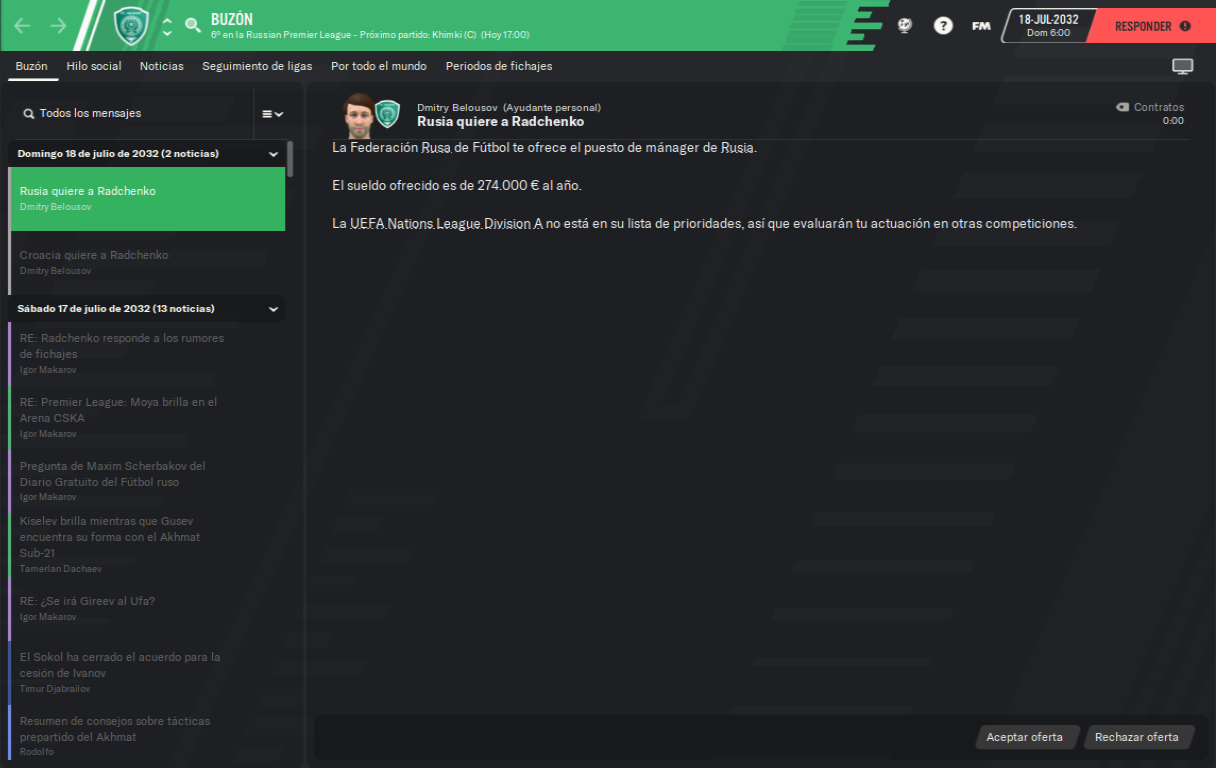 BUZÓN
6º en la Russian Premier League - Próximo partido: Khimki (C) (Hoy 17:00)
?
FM
18-JUL-2032
Dom 6:00
RESPONDER
Buzón Hilo social Noticias Seguimiento de ligas Por todo el mundo Periodos de fichajes
Todos los mensajes
Domingo 18 de julio de 2032 (2 noticias)
Rusia quiere a Radchenko
Dmitry Belousov
Croacia quiere a Radchenko
Dmitry Belousov
Sábado 17 de julio de 2032 (13 noticias)
RE: Radchenko responde a los rumores
de fichajes
Igor Makarov
RE: Premier League: Moya brilla en el
Arena CSKA
Igor Makarov
Pregunta de Maxim Scherbakov del
Diario Gratuito del Fútbol ruso
Igor Makarov
Kiselev brilla mientras que Gusev
encuentra su forma con el Akhmat
Sub-21
Tamerlan Dachaev
RE: ¿Se irá Gireev al Ufa?
Igor Makarov
El Sokol ha cerrado el acuerdo para la
cesión de Ivanov
Timur Djabrailov
Resumen de consejos sobre tácticas
prepartido del Akhmat
Rodolfo
Dmitry Belousov (Ayudante personal)
Rusia quiere a Radchenko
Contratos
0:00
La Federación Rusa de Fútbol te ofrece el puesto de mánager de Rusia.
El sueldo ofrecido es de 274.000 € al año.
La UEFA Nations League Division A no está en su lista de prioridades, así que evaluarán tu actuación en otras competiciones.
Aceptar oferta
Rechazar oferta